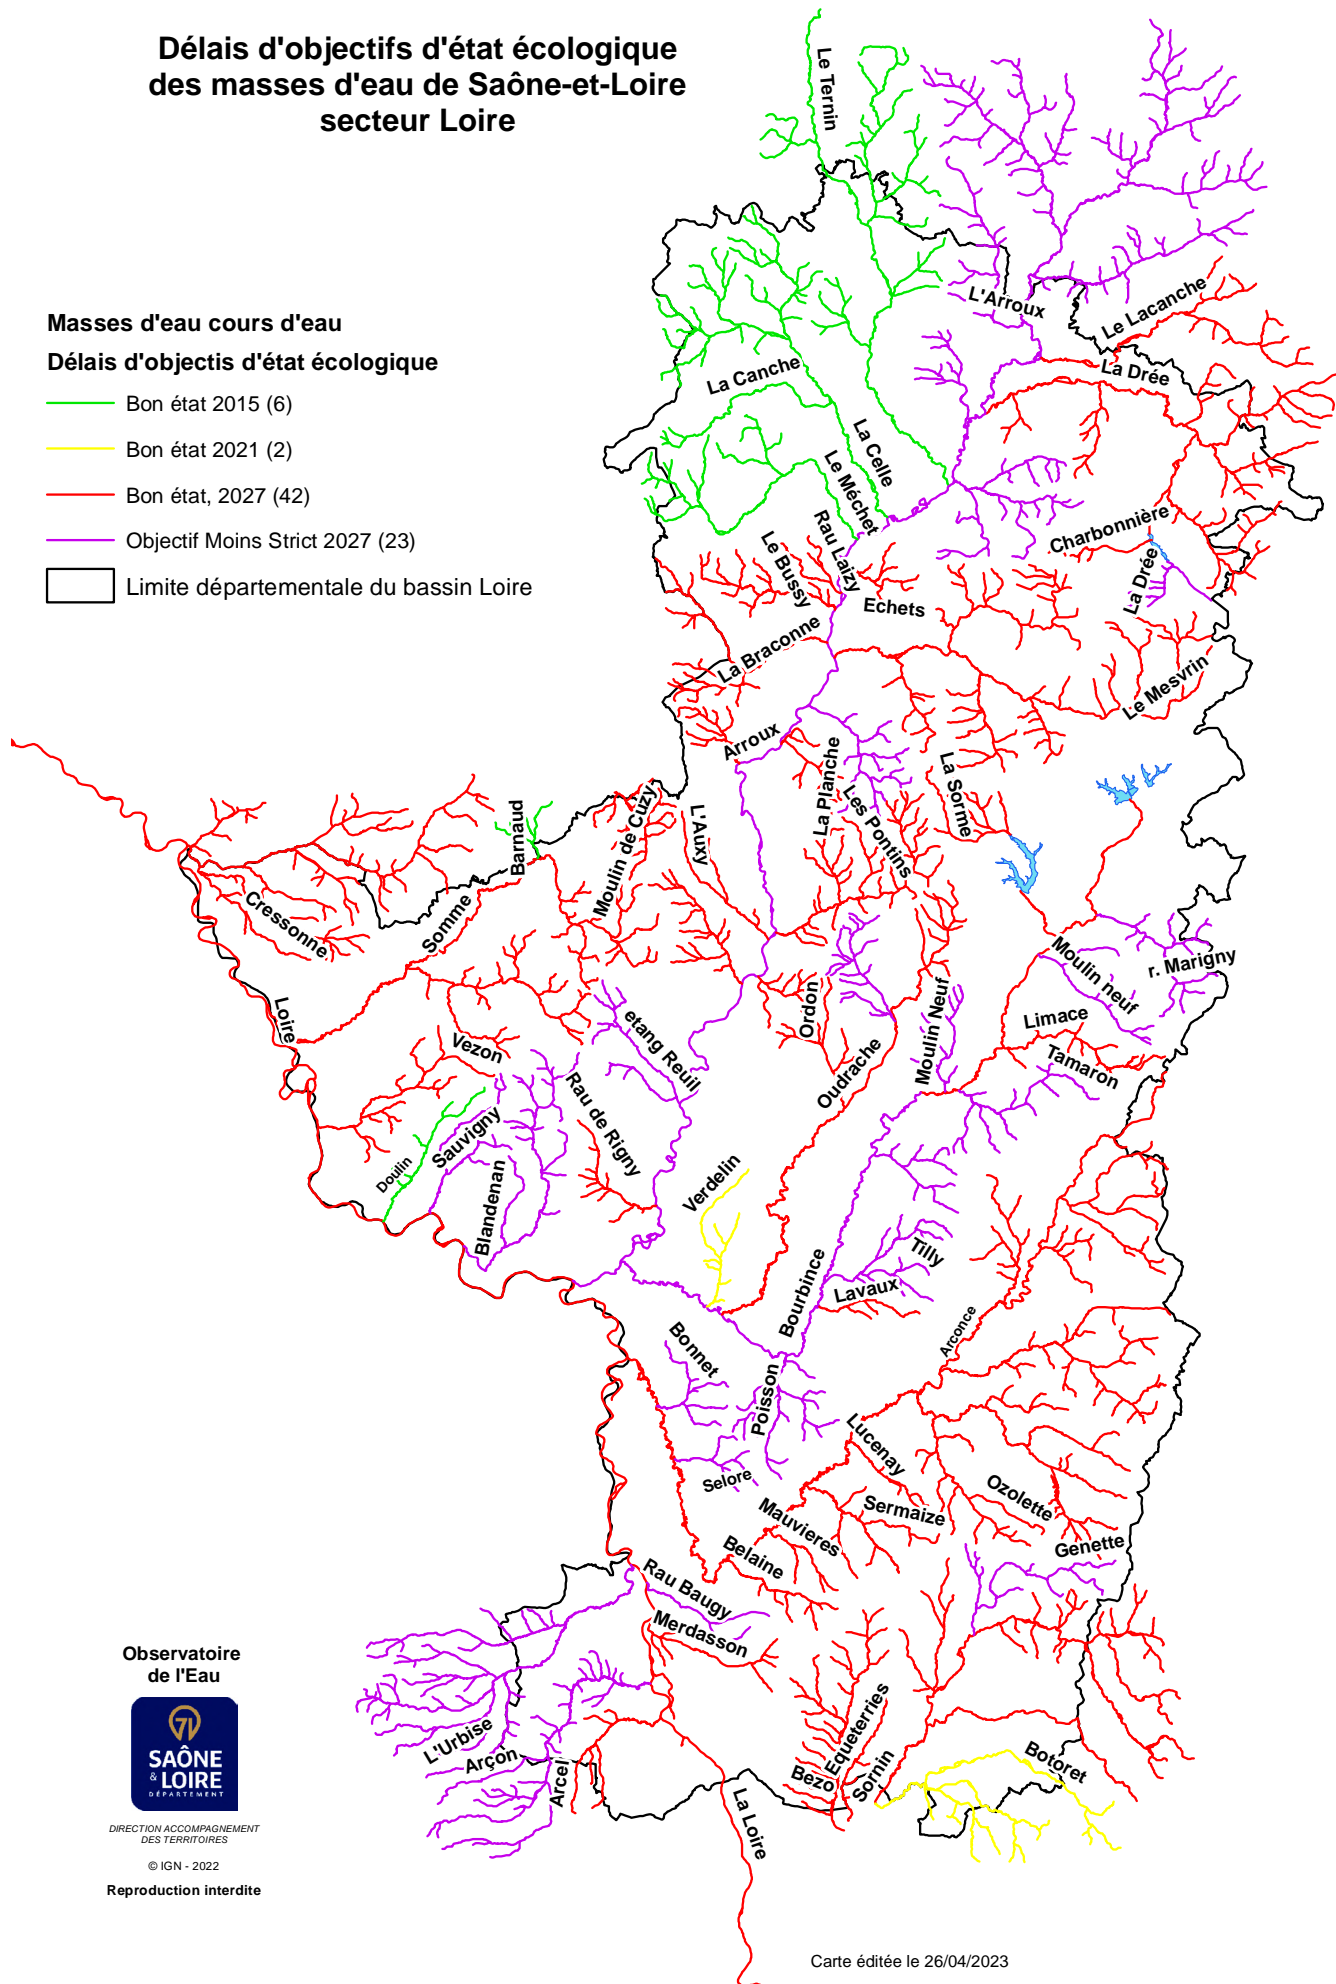 Délais d'objectifs d'état écologique
des masses d'eau de Saône-et-Loire
secteur Loire
Masses d'eau cours d'eau
Délais d'objectis d'état écologique
Bon état 2015 (6)
Bon état 2021 (2)
Bon état, 2027 (42)
Objectif Moins Strict 2027 (23)
Limite départementale du bassin Loire
Le Ternin
L'Arroux
Le Lacanche
La Drée
La Canche
La Celle
Le Méchet
Rau Laizy
Le Bussy
Echets
Charbonnière
La Drée
La Braconne
Le Mesvrin
Arroux
La Planche
La Sorme
Les Pontins
L'Auxy
Moulin de Cuzy
Barnaud
Somme
Cressonne
Loire
Moulin neuf
r. Marigny
Limace
Tamaron
Moulin Neuf
Ordon
Oudrache
etang Reuil
Vezon
Rau de Rigny
Sauvigny
Doulin
Blandenan
Verdelin
Tilly
Lavaux
Bourbince
Arconce
Bonnet
Poisson
Selore
Lucenay
Ozolette
Sermaize
Mauvieres
Genette
Belaine
Rau Baugy
Merdasson
L'Urbise
Arçon
Arcel
Equeterries
Bezo
Sornin
Botoret
La Loire
Observatoire
de l'Eau
71
SAÔNE
& LOIRE
DÉPARTEMENT
DIRECTION ACCOMPAGNEMENT
DES TERRITOIRES
© IGN - 2022
Reproduction interdite
Carte éditée le 26/04/2023